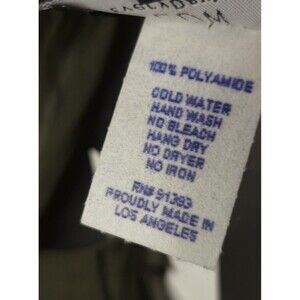 100% POLYAMIDE
COLD WATER
HAND WASH
NO BLEACH
HANG DRY
NO DRYER
NO IRON
RN# 91393
PROUDLY MADE IN
LOS ANGELES